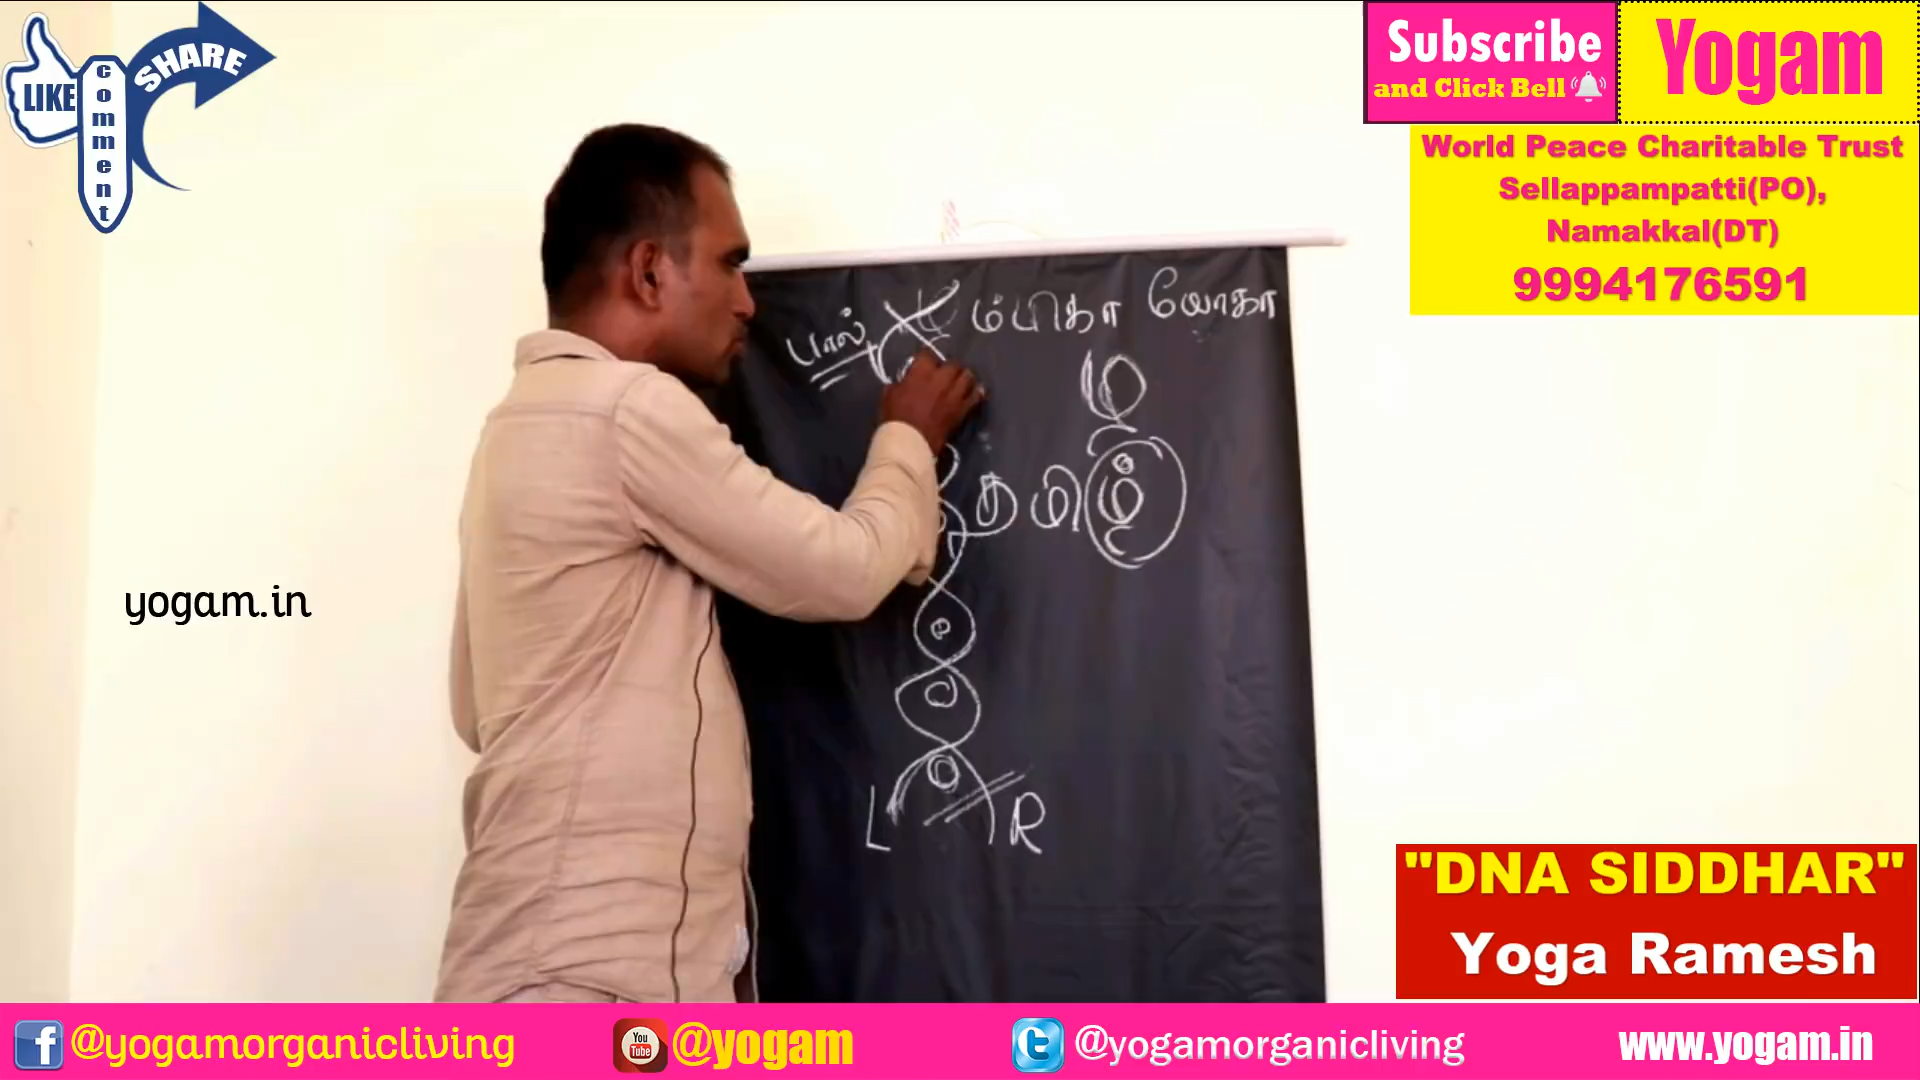 LIKE
comment
SHARE
Subscribe
and Click Bell
Yogam
World Peace Charitable Trust
Sellappampatti(PO),
Namakkal(DT)
9994176591
பால் ம்பிகா யோகா
ழ
தமிழ்
yogam.in
L R
"DNA SIDDHAR"
Yoga Ramesh
@yogamorganicliving
You Tube @yogam
@yogamorganicliving
www.yogam.in